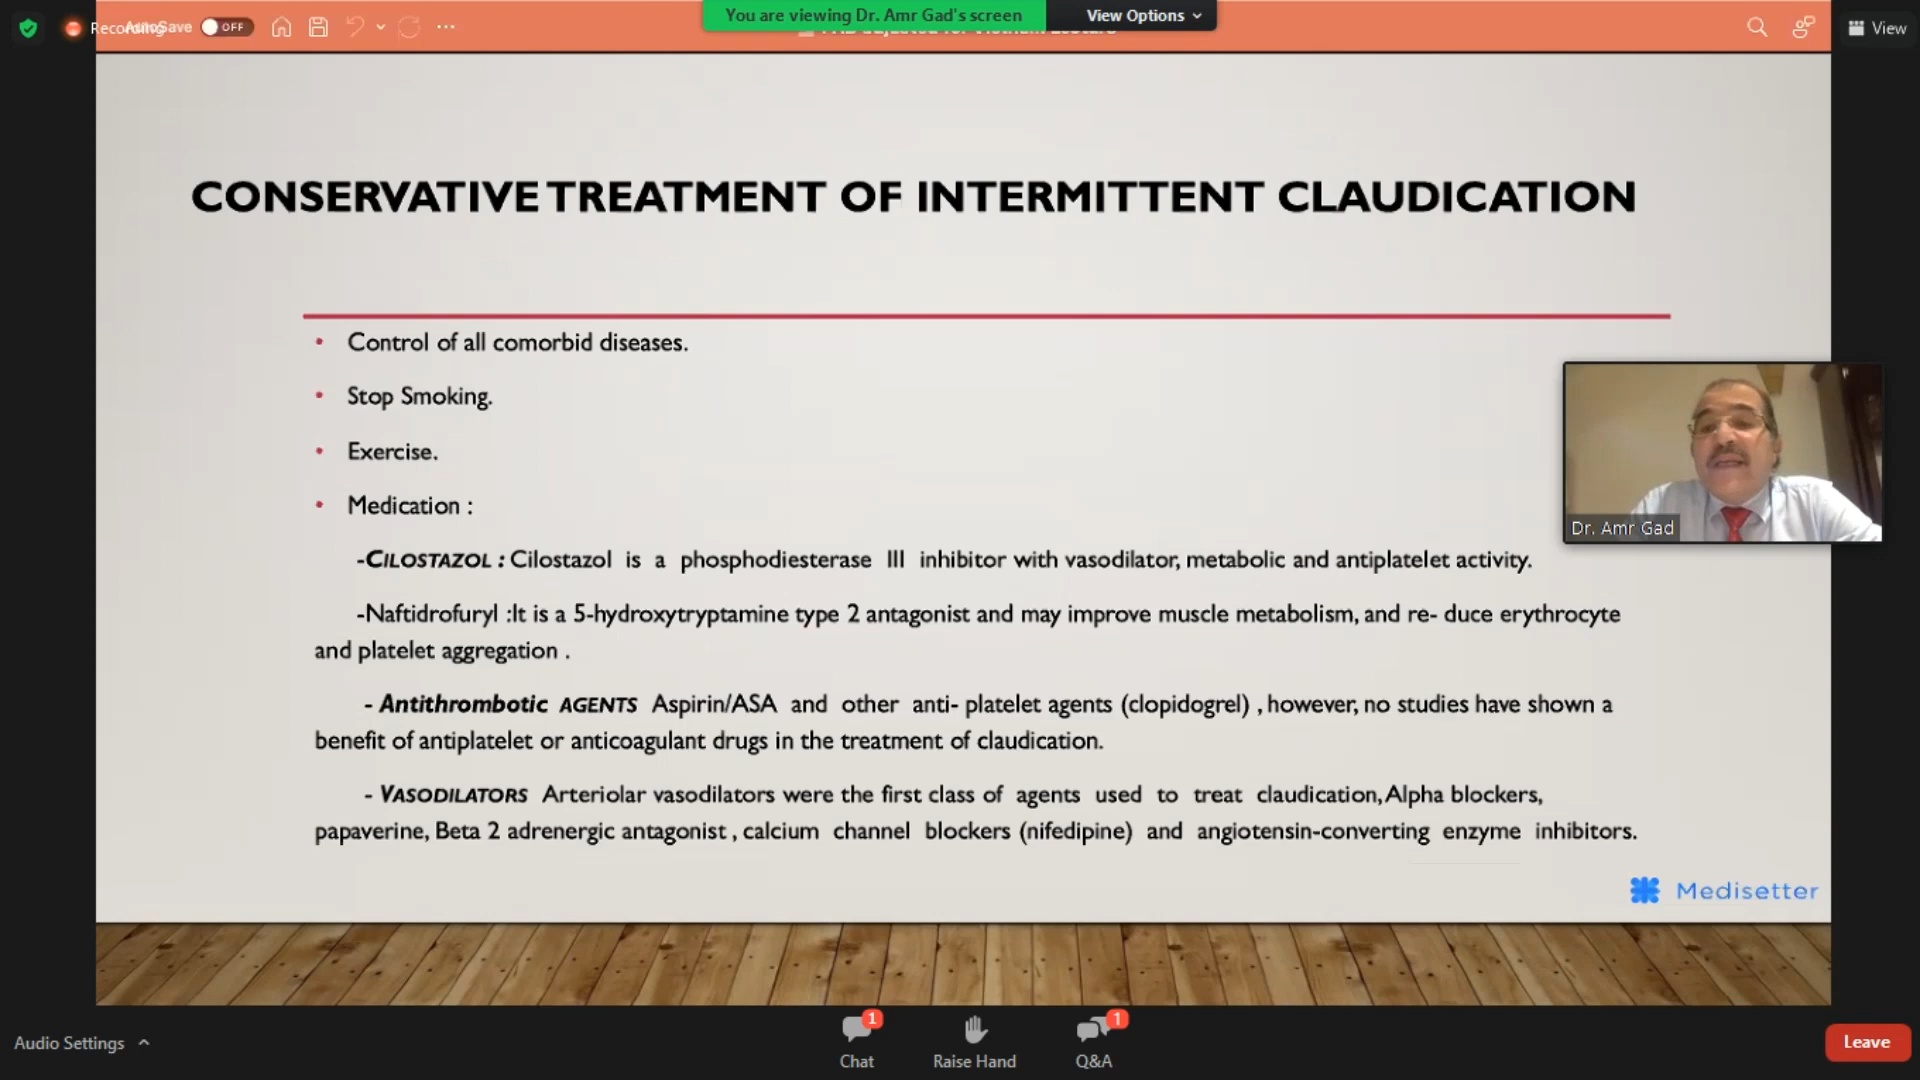 You are viewing Dr. Amr Gad's screen
View Options
Recording
AutoSave
OFF
View
CONSERVATIVE TREATMENT OF INTERMITTENT CLAUDICATION
• Control of all comorbid diseases.
• Stop Smoking.
• Exercise.
• Medication :
-CILOSTAZOL : Cilostazol is a phosphodiesterase III inhibitor with vasodilator, metabolic and antiplatelet activity.
-Naftidrofuryl :It is a 5-hydroxytryptamine type 2 antagonist and may improve muscle metabolism, and re- duce erythrocyte
and platelet aggregation .
- Antithrombotic AGENTS Aspirin/ASA and other anti- platelet agents (clopidogrel) , however, no studies have shown a
benefit of antiplatelet or anticoagulant drugs in the treatment of claudication.
- VASODILATORS Arteriolar vasodilators were the first class of agents used to treat claudication, Alpha blockers,
papaverine, Beta 2 adrenergic antagonist , calcium channel blockers (nifedipine) and angiotensin-converting enzyme inhibitors.
Dr. Amr Gad
Medisetter
Audio Settings
1
Chat
Raise Hand
1
Q&A
Leave